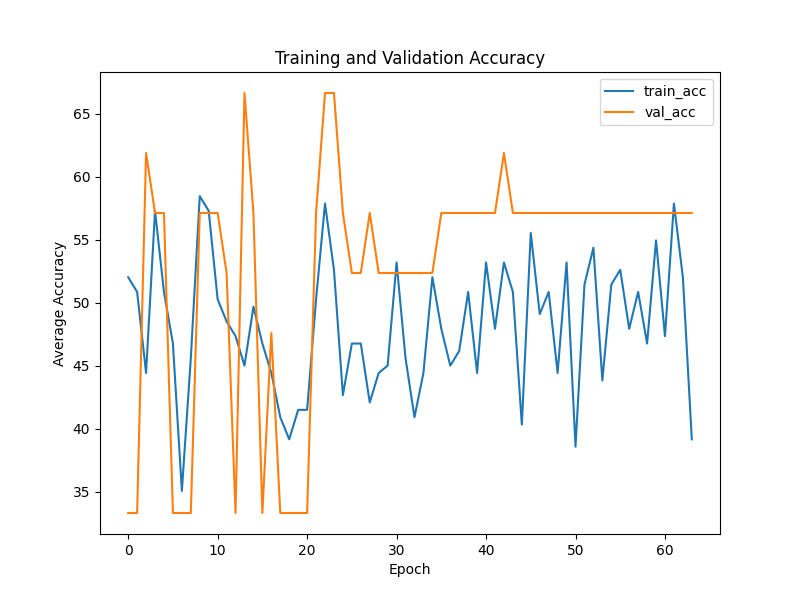 Training and Validation Accuracy
train_acc
val_acc
Average Accuracy
65
60
55
50
45
40
35
0 10 20 30 40 50 60
Epoch